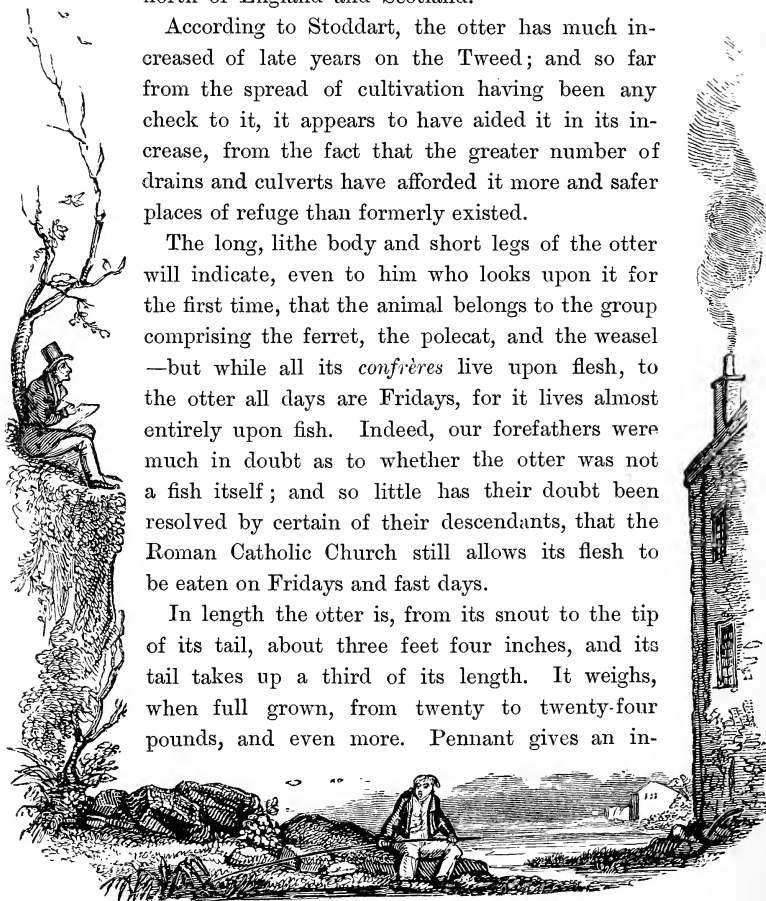 north of England and Scotland.
According to Stoddart, the otter has much in-
creased of late years on the Tweed; and so far
from the spread of cultivation having been any
check to it, it appears to have aided it in its in-
crease, from the fact that the greater number of
drains and culverts have afforded it more and safer
places of refuge than formerly existed.
The long, lithe body and short legs of the otter
will indicate, even to him who looks upon it for
the first time, that the animal belongs to the group
comprising the ferret, the polecat, and the weasel
—but while all its confrères live upon flesh, to
the otter all days are Fridays, for it lives almost
entirely upon fish. Indeed, our forefathers were
much in doubt as to whether the otter was not
a fish itself; and so little has their doubt been
resolved by certain of their descendants, that the
Roman Catholic Church still allows its flesh to
be eaten on Fridays and fast days.
In length the otter is, from its snout to the tip
of its tail, about three feet four inches, and its
tail takes up a third of its length. It weighs,
when full grown, from twenty to twenty-four
pounds, and even more. Pennant gives an in-